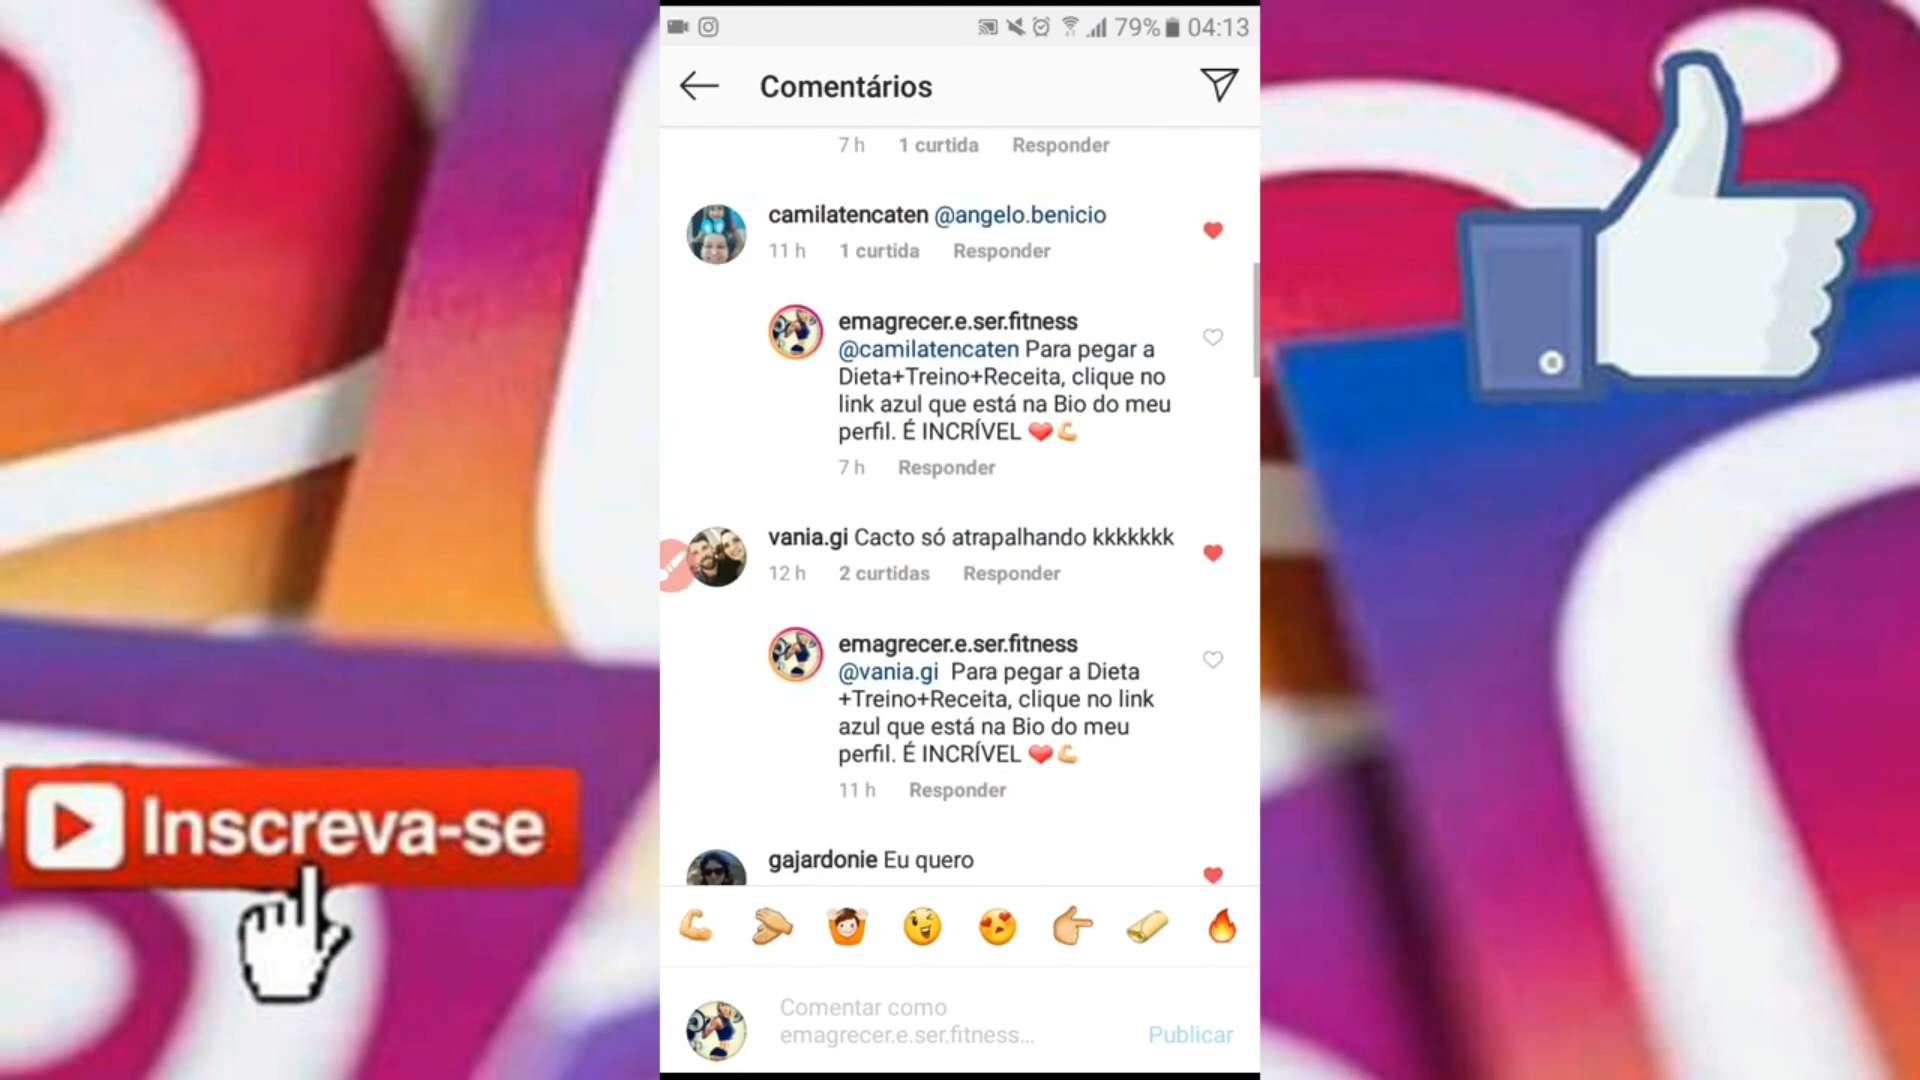 79% 04:13
Comentários
7 h 1 curtida Responder
camilatencaten @angelo.benicio
11 h 1 curtida Responder
emagrecer.e.ser.fitness
@camilatencaten Para pegar a
Dieta+Treino+Receita, clique no
link azul que está na Bio do meu
perfil. É INCRÍVEL ❤️💪
7 h Responder
vania.gi Cacto só atrapalhando kkkkkkk
12 h 2 curtidas Responder
emagrecer.e.ser.fitness
@vania.gi Para pegar a Dieta
+Treino+Receita, clique no link
azul que está na Bio do meu
perfil. É INCRÍVEL ❤️💪
11 h Responder
gajardonie Eu quero
Comentar como
emagrecer.e.ser.fitness...
Publicar
Inscreva-se